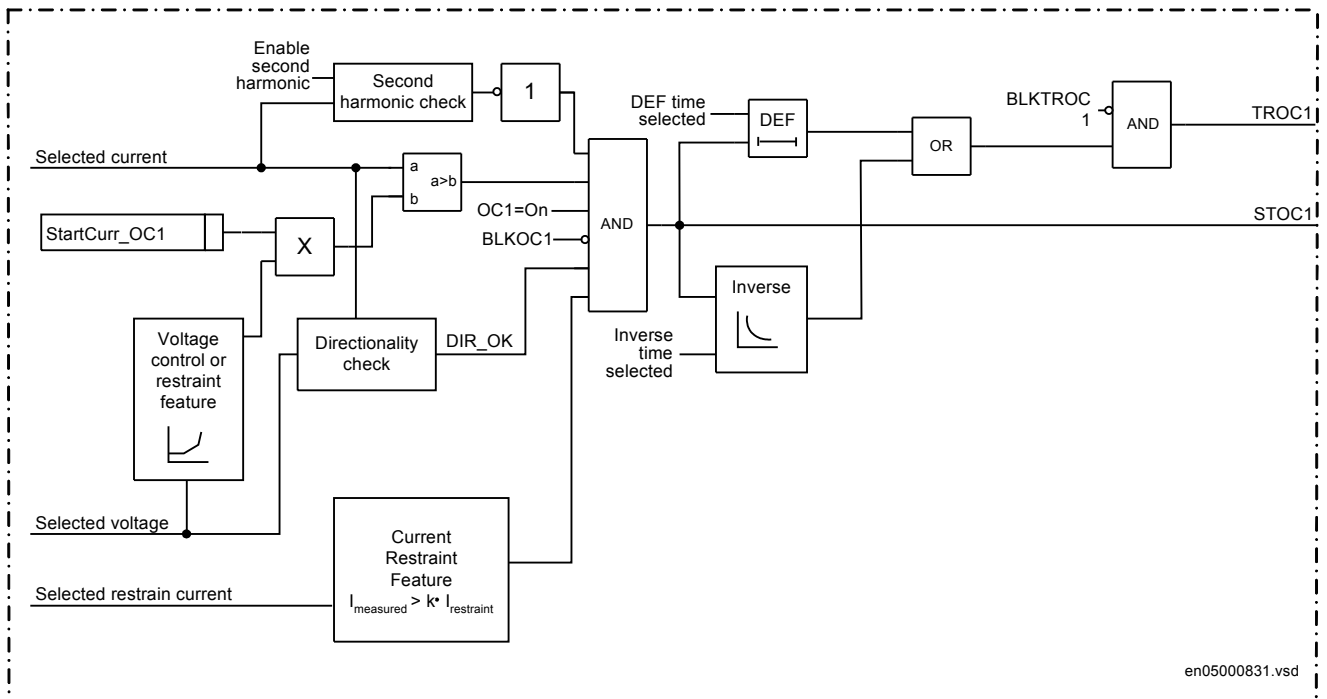 Enable
second
harmonic
Second
harmonic check
1
DEF time
selected
DEF
BLKTROC
1
AND
TROC1
OR
Selected current
a
a>b
b
OC1=On
AND
BLKOC1
STOC1
StartCurr_OC1
X
Inverse
Voltage
control or
restraint
feature
Directionality
check
DIR_OK
Inverse
time
selected
Selected voltage
Current
Restraint
Feature
Imeasured > k• Irestraint
Selected restrain current
en05000831.vsd